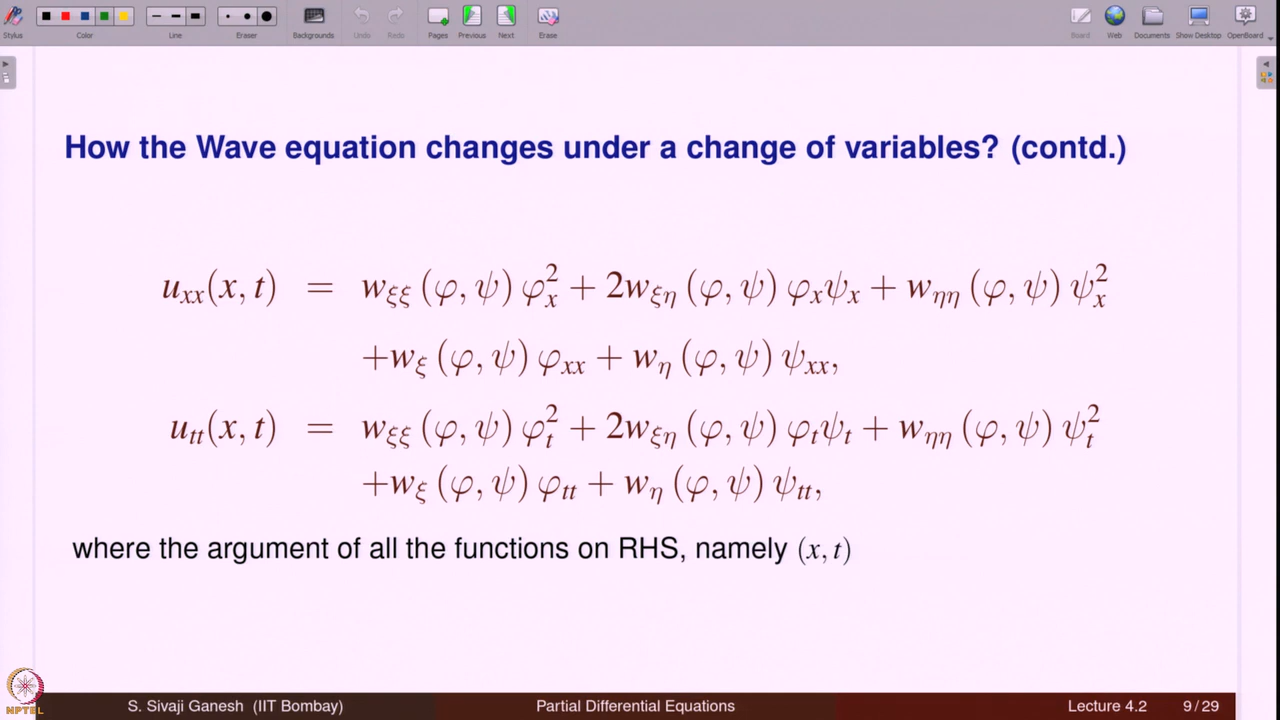 Stylus Color Line Eraser Backgrounds Undo Redo Pages Previous Next Erase Board Web Documents Show Desktop OpenBoard
How the Wave equation changes under a change of variables? (contd.)
u_{xx}(x, t) = w_{ξξ} (φ, ψ) φ_x^2 + 2w_{ξη} (φ, ψ) φ_xψ_x + w_{ηη} (φ, ψ) ψ_x^2
+w_ξ (φ, ψ) φ_{xx} + w_η (φ, ψ) ψ_{xx},
u_{tt}(x, t) = w_{ξξ} (φ, ψ) φ_t^2 + 2w_{ξη} (φ, ψ) φ_tψ_t + w_{ηη} (φ, ψ) ψ_t^2
+w_ξ (φ, ψ) φ_{tt} + w_η (φ, ψ) ψ_{tt},
where the argument of all the functions on RHS, namely (x, t)
NPTEL
S. Sivaji Ganesh (IIT Bombay) Partial Differential Equations Lecture 4.2 9 / 29